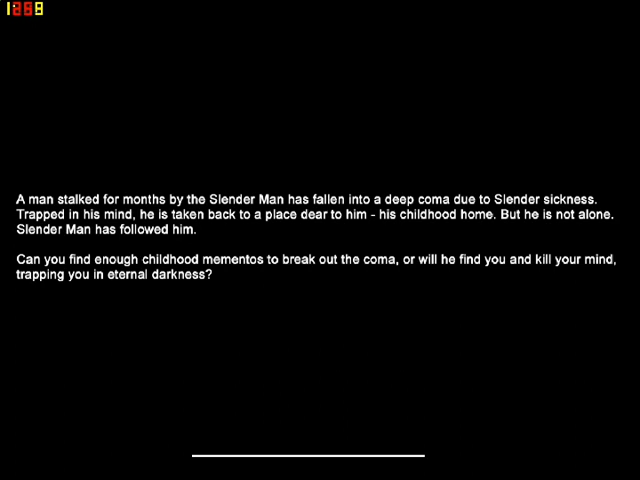 A man stalked for months by the Slender Man has fallen into a deep coma due to Slender sickness.
Trapped in his mind, he is taken back to a place dear to him - his childhood home. But he is not alone.
Slender Man has followed him.
Can you find enough childhood mementos to break out the coma, or will he find you and kill your mind,
trapping you in eternal darkness?